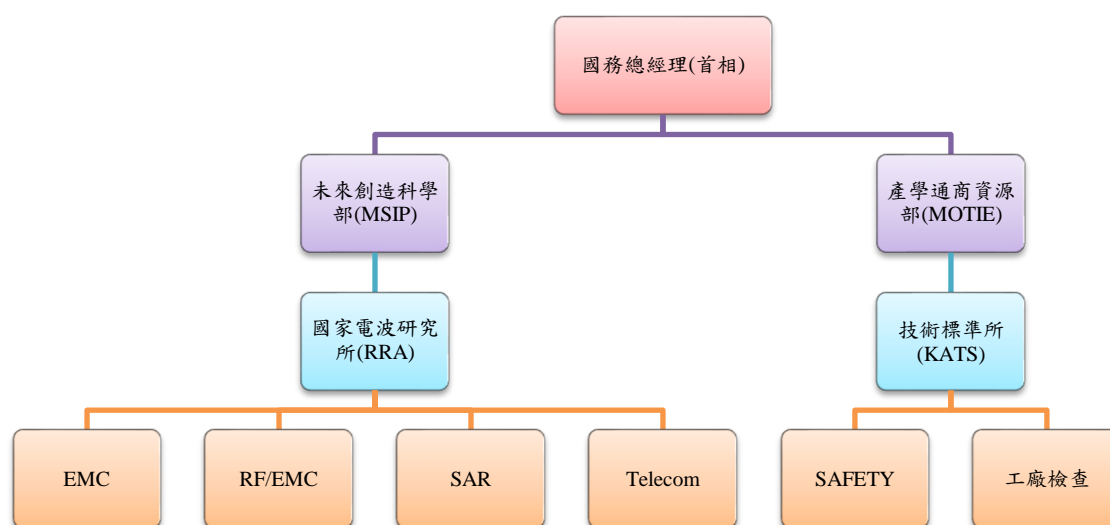 國務總經理(首相)
未來創造科學
部(MSIP)
產學通商資源
部(MOTIE)
國家電波研究
所(RRA)
技術標準所
(KATS)
EMC
RF/EMC
SAR
Telecom
SAFETY
工廠檢查